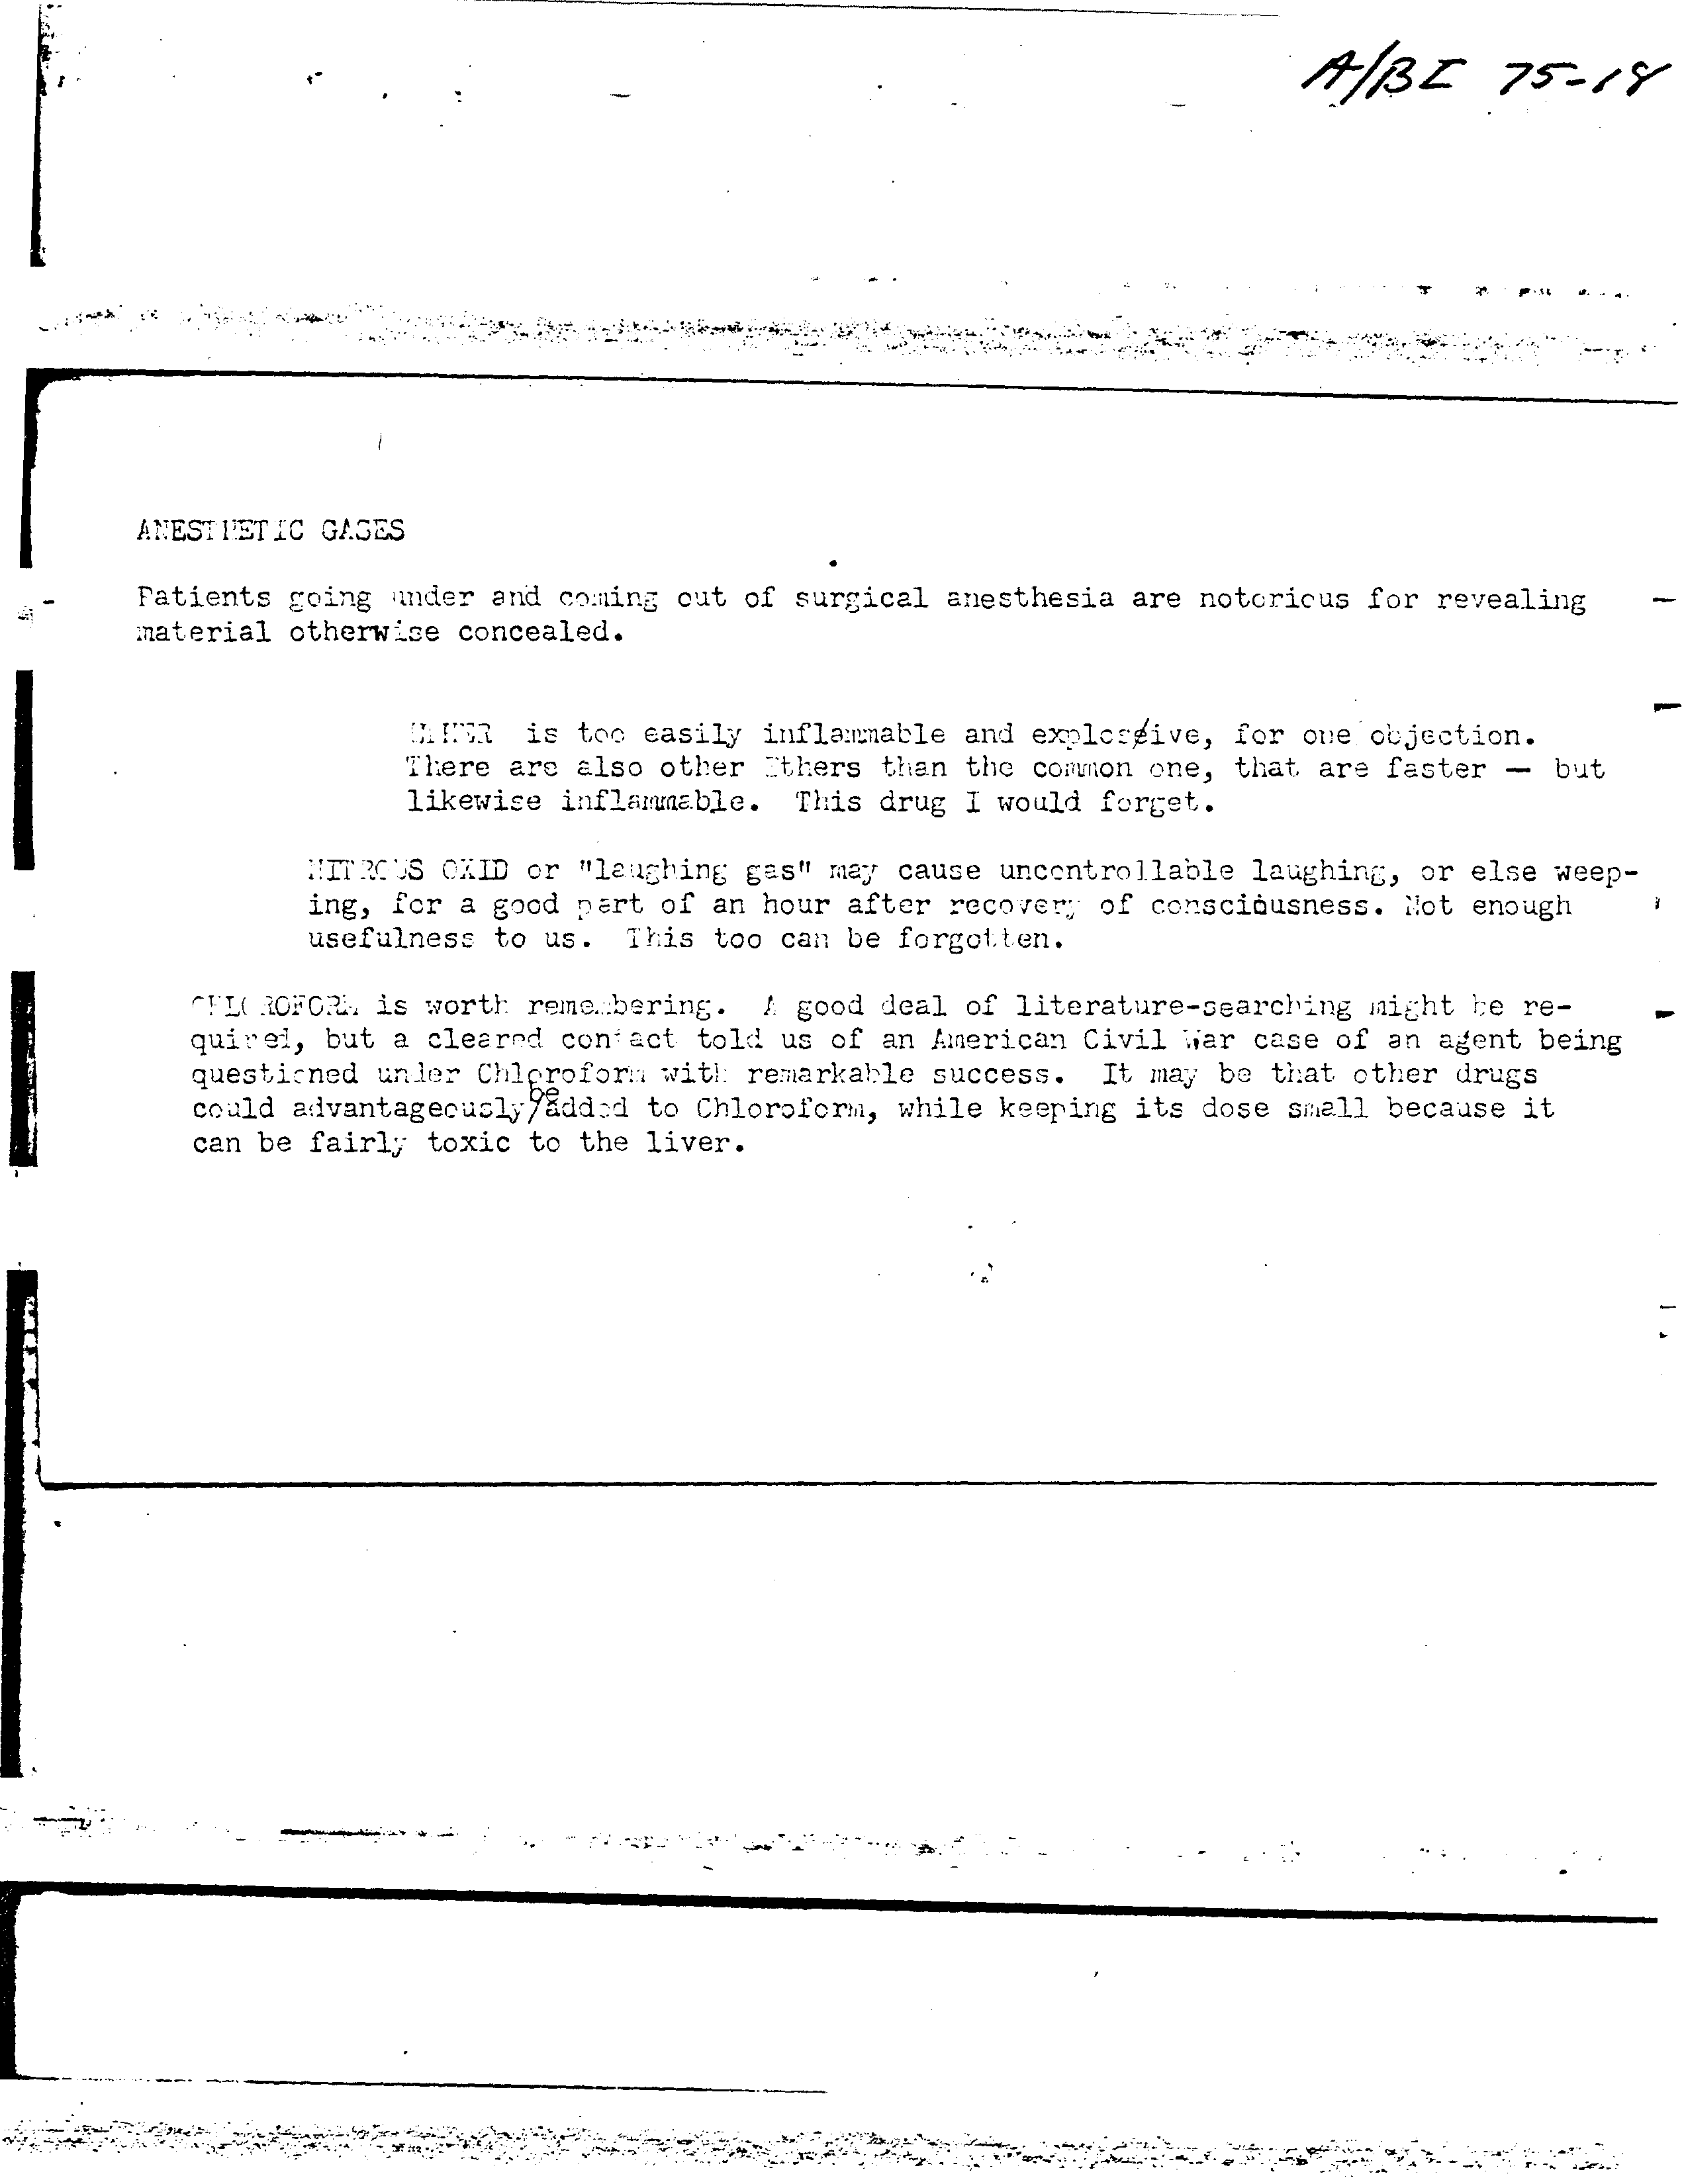 A/BI 75-18
ANESTHETIC GASES
Patients going under and coming out of surgical anesthesia are notorious for revealing
material otherwise concealed.
ETHER is too easily inflammable and explosive, for one objection.
There are also other Ethers than the common one, that are faster — but
likewise inflammable. This drug I would forget.
NITROUS OXID or "laughing gas" may cause uncontrollable laughing, or else weep-
ing, for a good part of an hour after recovery of consciousness. Not enough
usefulness to us. This too can be forgotten.
CHLOROFORM is worth remembering. A good deal of literature-searching might be re-
quired, but a cleared contact told us of an American Civil War case of an agent being
questioned under Chloroform with remarkable success. It may be that other drugs
could advantageously/be added to Chloroform, while keeping its dose small because it
can be fairly toxic to the liver.